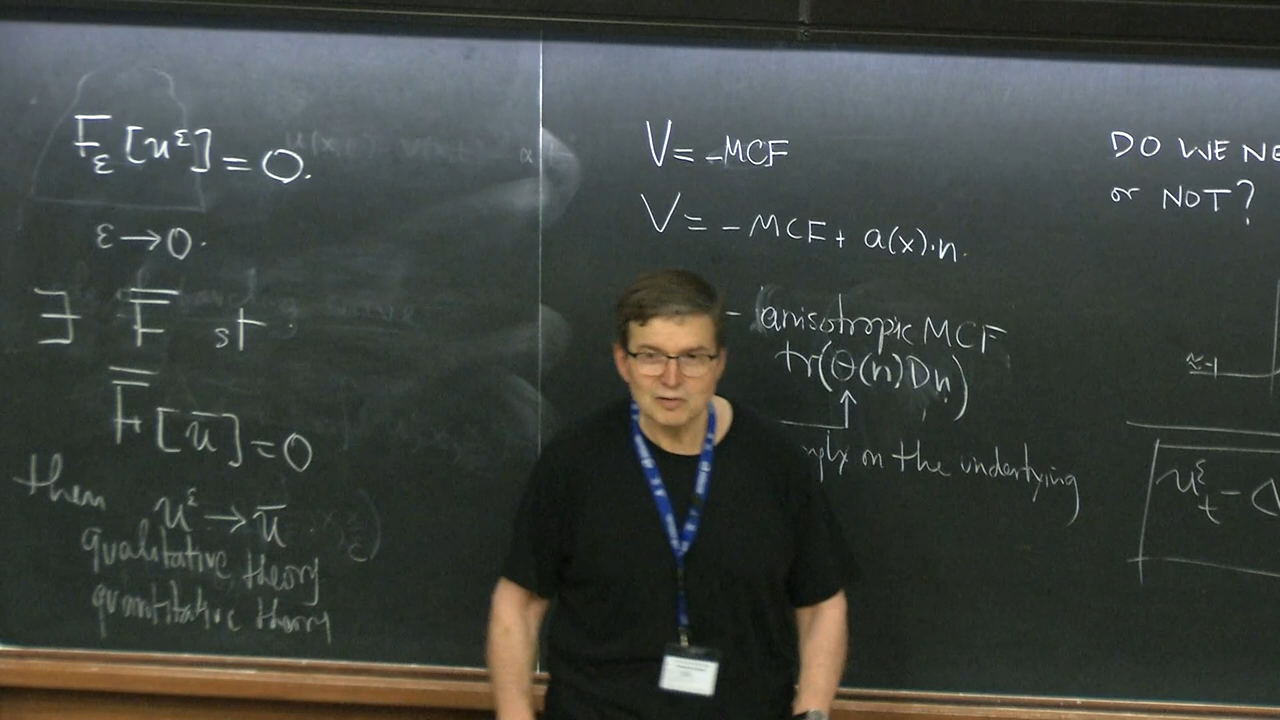 F_ε [u^ε] = 0.
ε → 0.
∃ F̿ st
F̿ [ū] = 0
then u^ε → ū
qualitative theory
quantitative theory
V = -MCF
V = - MCF + a(x)·n.
- anisotropic MCF
tr(θ(n)Dn)
↑
on the underlying
DO WE NE
or NOT?
≈ -1
u^ε_t -